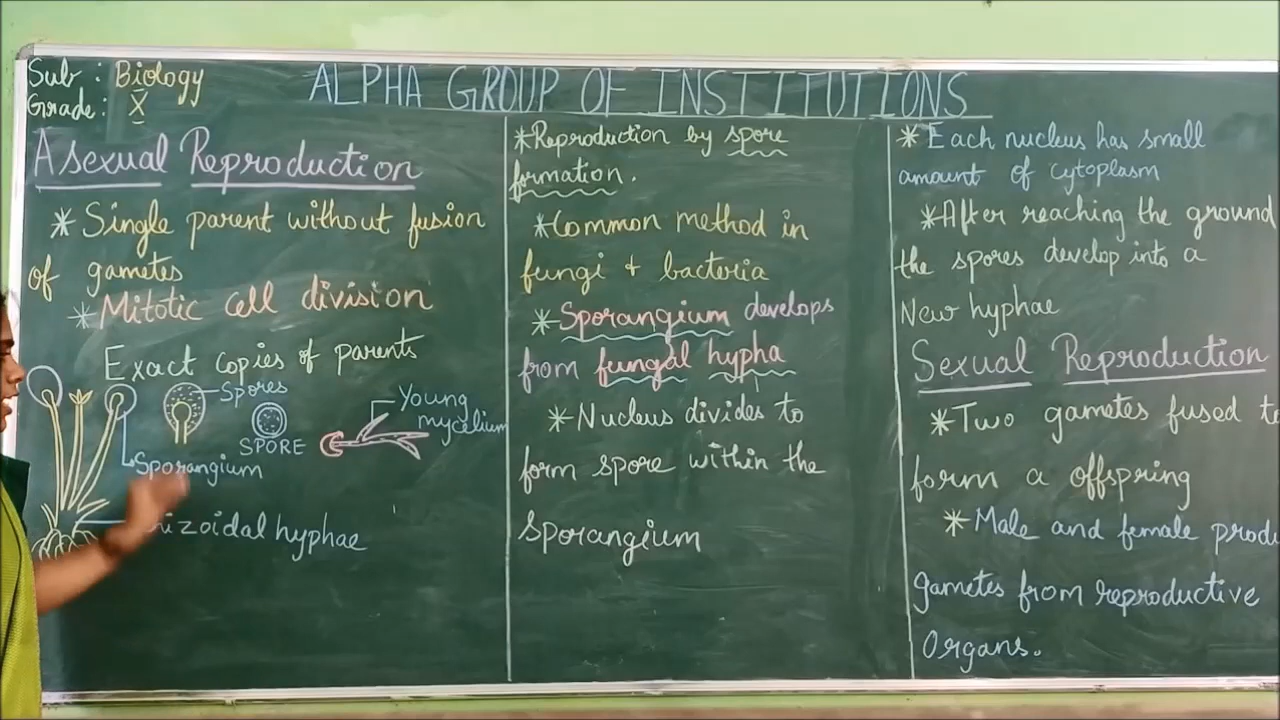 Sub : Biology
Grade : X
ALPHA GROUP OF INSTITUTIONS
Asexual Reproduction
* Single parent without fusion
of gametes
* Mitotic cell division
Exact copies of parents
Spores
SPORE
Young
mycelium
Sporangium
hyphae
* Reproduction by spore
formation.
* Common method in
fungi + bacteria
* Sporangium develops
from fungal hypha
* Nucleus divides to
form spore within the
sporangium
* Each nucleus has small
amount of cytoplasm
* After reaching the ground
the spores develop into a
New hyphae
Sexual Reproduction
* Two gametes fused to
form a offspring
* Male and female
gametes from reproductive
Organs.